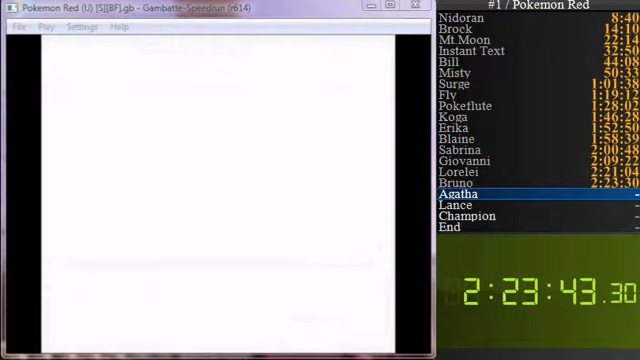 Pokemon Red (U) [S][BF].gb - Gambatte-Speedrun (r614)
File Play Settings Help
#1 / Pokemon Red
Nidoran 8:40
Brock 14:10
Mt.Moon 22:14
Instant Text 32:50
Bill 44:08
Misty 50:33
Surge 1:01:38
Fly 1:19:12
Pokeflute 1:28:02
Koga 1:46:28
Erika 1:52:50
Blaine 1:58:39
Sabrina 2:00:48
Giovanni 2:09:22
Lorelei 2:21:04
Bruno 2:23:30
Agatha -
Lance -
Champion -
End -
2:23:43.30